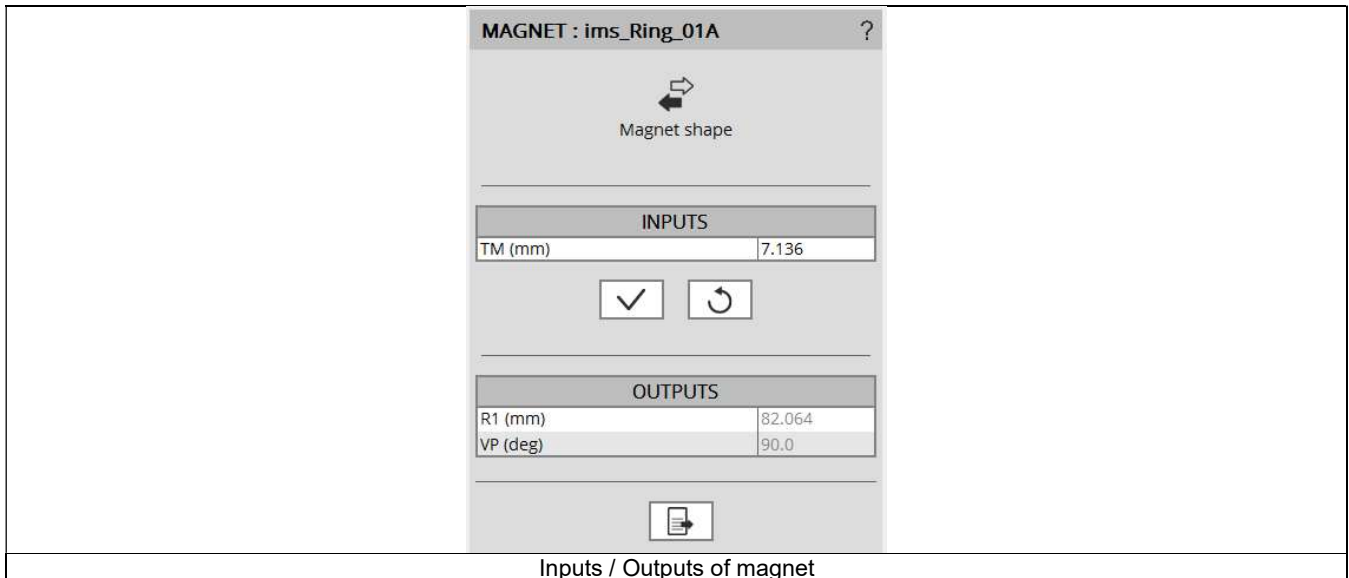 MAGNET : ims_Ring_01A ?
Magnet shape
INPUTS
TM (mm) 7.136
OUTPUTS
R1 (mm) 82.064
VP (deg) 90.0
Inputs / Outputs of magnet